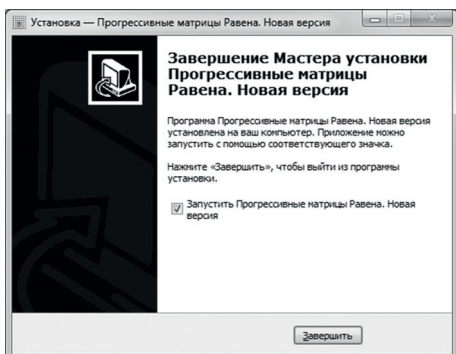 Установка — Прогрессивные матрицы Равена. Новая версия
Завершение Мастера установки
Прогрессивные матрицы
Равена. Новая версия
Программа Прогрессивные матрицы Равена. Новая версия
установлена на ваш компьютер. Приложение можно
запустить с помощью соответствующего значка.
Нажмите «Завершить», чтобы выйти из программы
установки.
Запустить Прогрессивные матрицы Равена. Новая
версия
Завершить